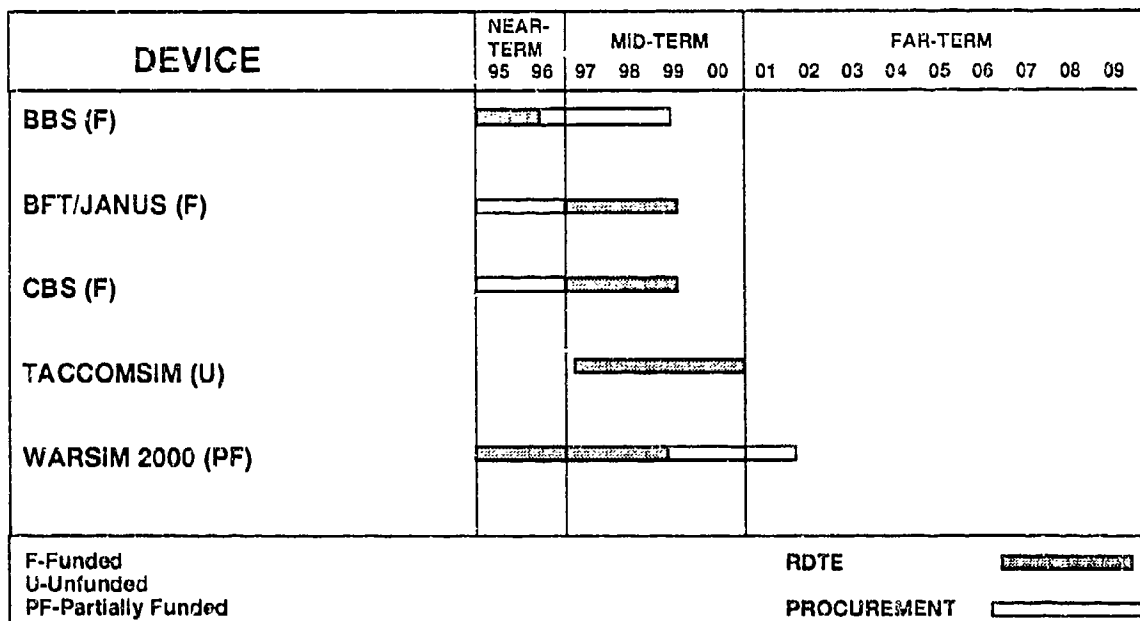 DEVICE
NEAR-
TERM
95 96
MID-TERM
97 98 99 00
FAR-TERM
01 02 03 04 05 06 07 08 09
BBS (F)
BFT/JANUS (F)
CBS (F)
TACCOMSIM (U)
WARSIM 2000 (PF)
F-Funded
U-Unfunded
PF-Partially Funded
RDTE
PROCUREMENT